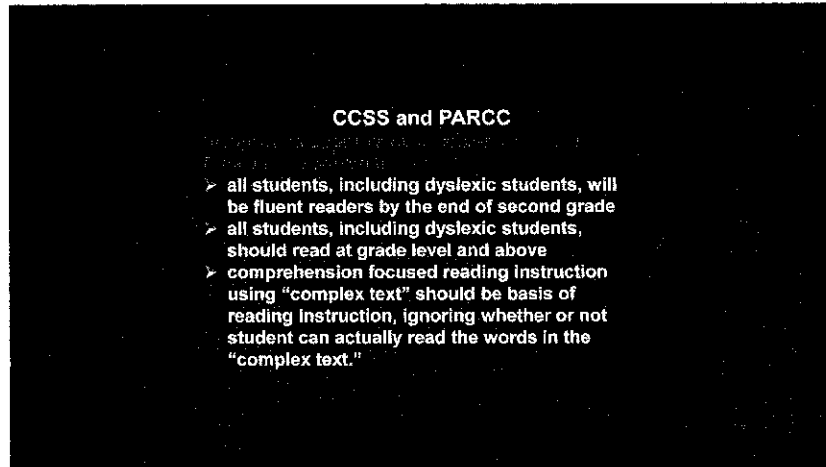 CCSS and PARCC
➢ all students, including dyslexic students, will
be fluent readers by the end of second grade
➢ all students, including dyslexic students,
should read at grade level and above
➢ comprehension focused reading instruction
using “complex text” should be basis of
reading instruction, ignoring whether or not
student can actually read the words in the
“complex text.”